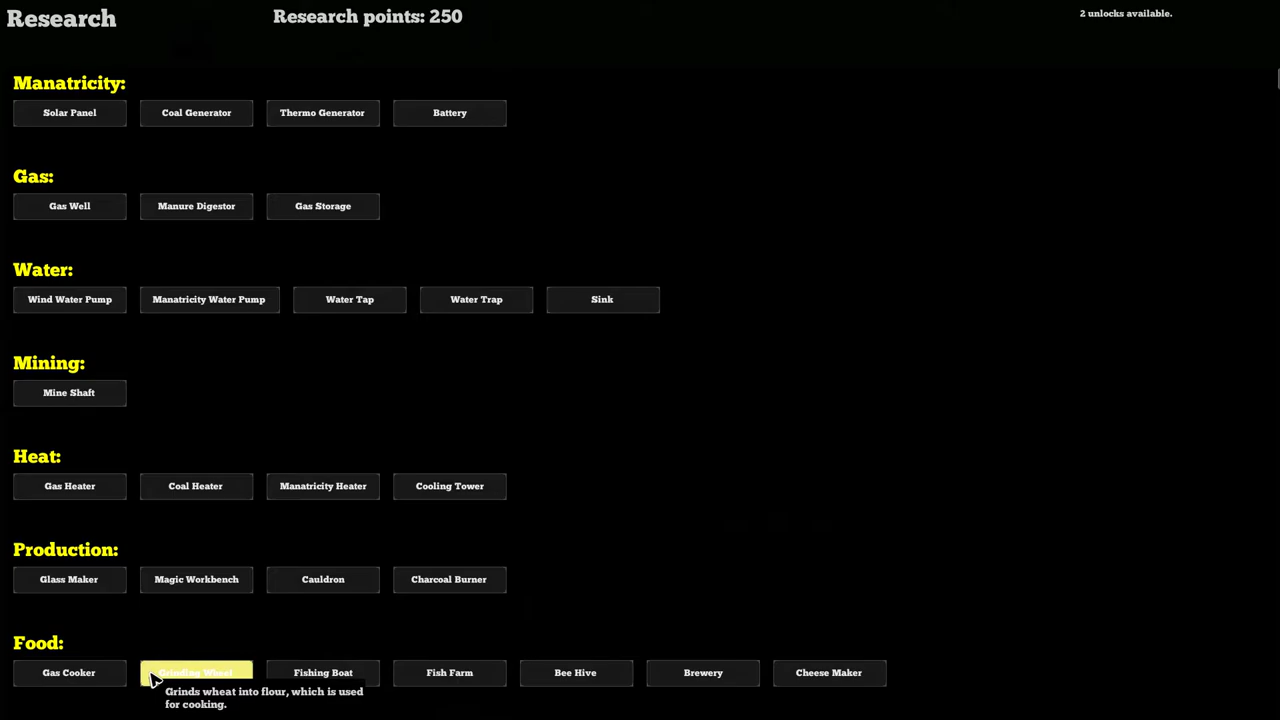 Research
Research points: 250
2 unlocks available.
Manatricity:
Solar Panel
Coal Generator
Thermo Generator
Battery
Gas:
Gas Well
Manure Digestor
Gas Storage
Water:
Wind Water Pump
Manatricity Water Pump
Water Tap
Water Trap
Sink
Mining:
Mine Shaft
Heat:
Gas Heater
Coal Heater
Manatricity Heater
Cooling Tower
Production:
Glass Maker
Magic Workbench
Cauldron
Charcoal Burner
Food:
Gas Cooker
Grinding Wheel
Fishing Boat
Fish Farm
Bee Hive
Brewery
Cheese Maker
Grinds wheat into flour, which is used
for cooking.